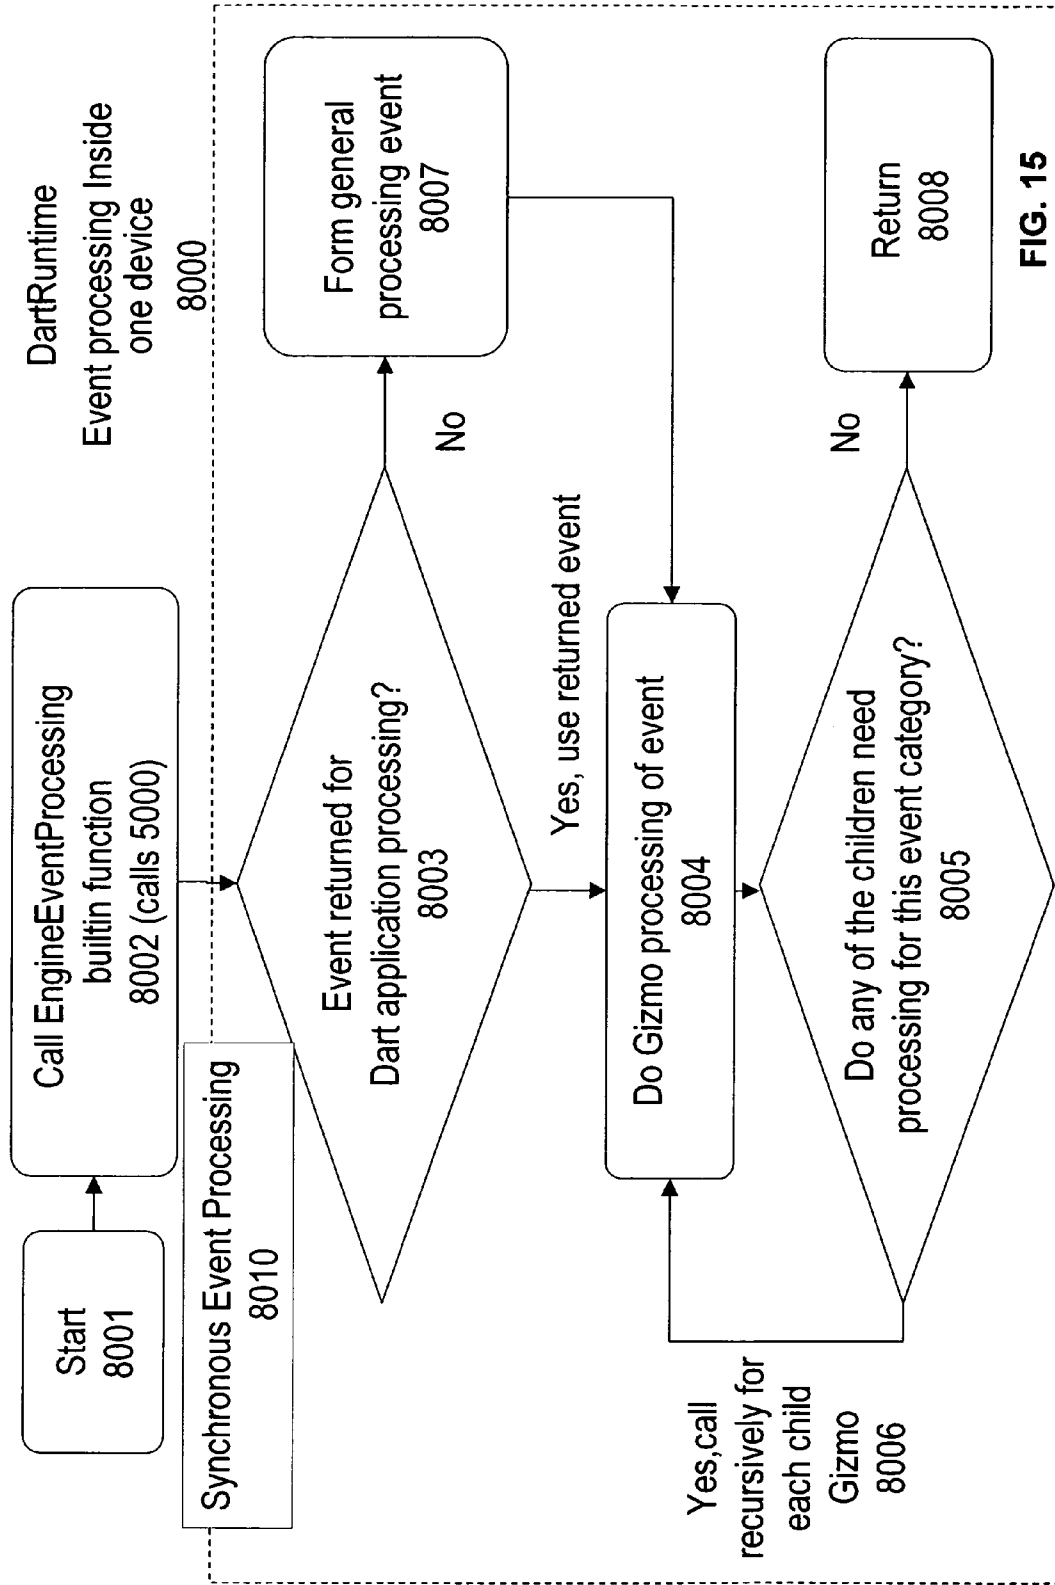 DartRuntime
Event processing Inside
one device
8000
Start
8001
Call EngineEventProcessing
builtin function
8002 (calls 5000)
Synchronous Event Processing
8010
Event returned for
Dart application processing?
8003
No
Form general
processing event
8007
Yes, use returned event
Do Gizmo processing of event
8004
Yes,call
recursively for
each child
Gizmo
8006
Do any of the children need
processing for this event category?
8005
No
Return
8008
FIG. 15